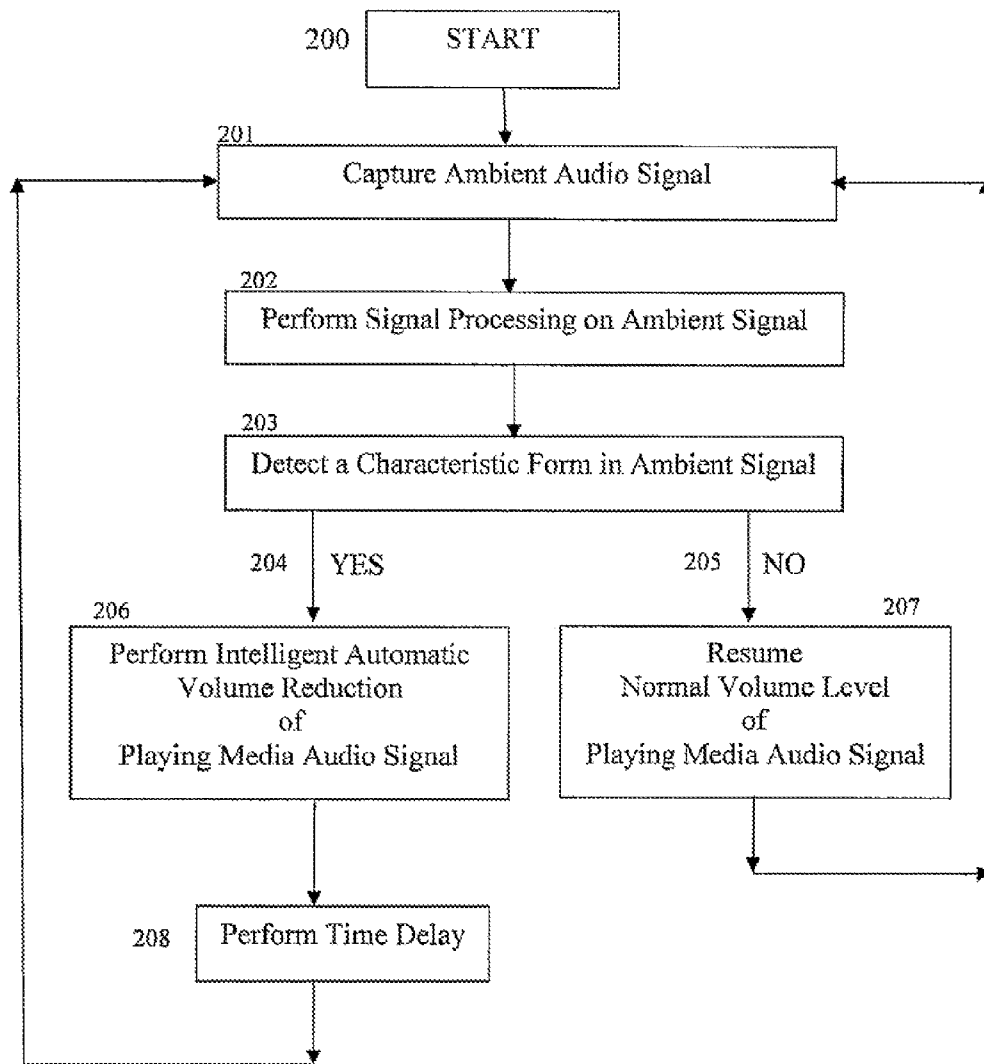 200
START
201
Capture Ambient Audio Signal
202
Perform Signal Processing on Ambient Signal
203
Detect a Characteristic Form in Ambient Signal
204 YES
205 NO
206
Perform Intelligent Automatic
Volume Reduction
of
Playing Media Audio Signal
207
Resume
Normal Volume Level
of
Playing Media Audio Signal
208
Perform Time Delay